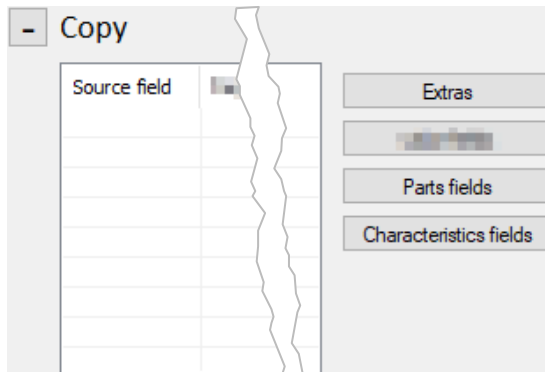 - Copy
Source field
Extras
Parts fields
Characteristics fields